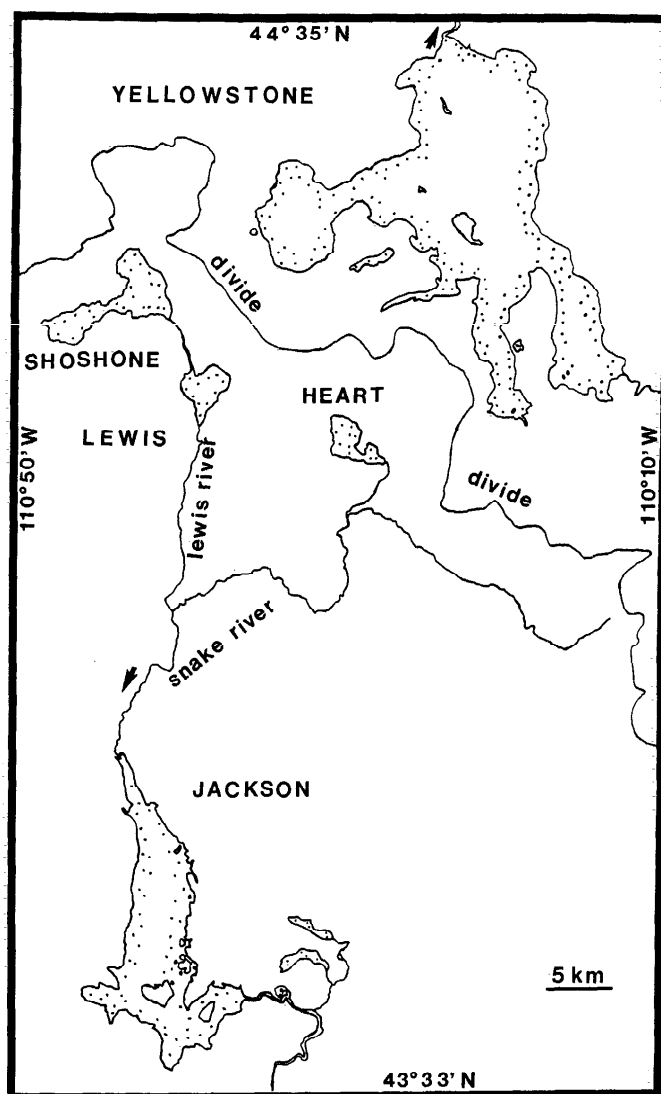 44°35'N
YELLOWSTONE
divide
SHOSHONE
HEART
LEWIS
110°50'W
110°10'W
lewis river
divide
snake river
JACKSON
5 km
43°33'N